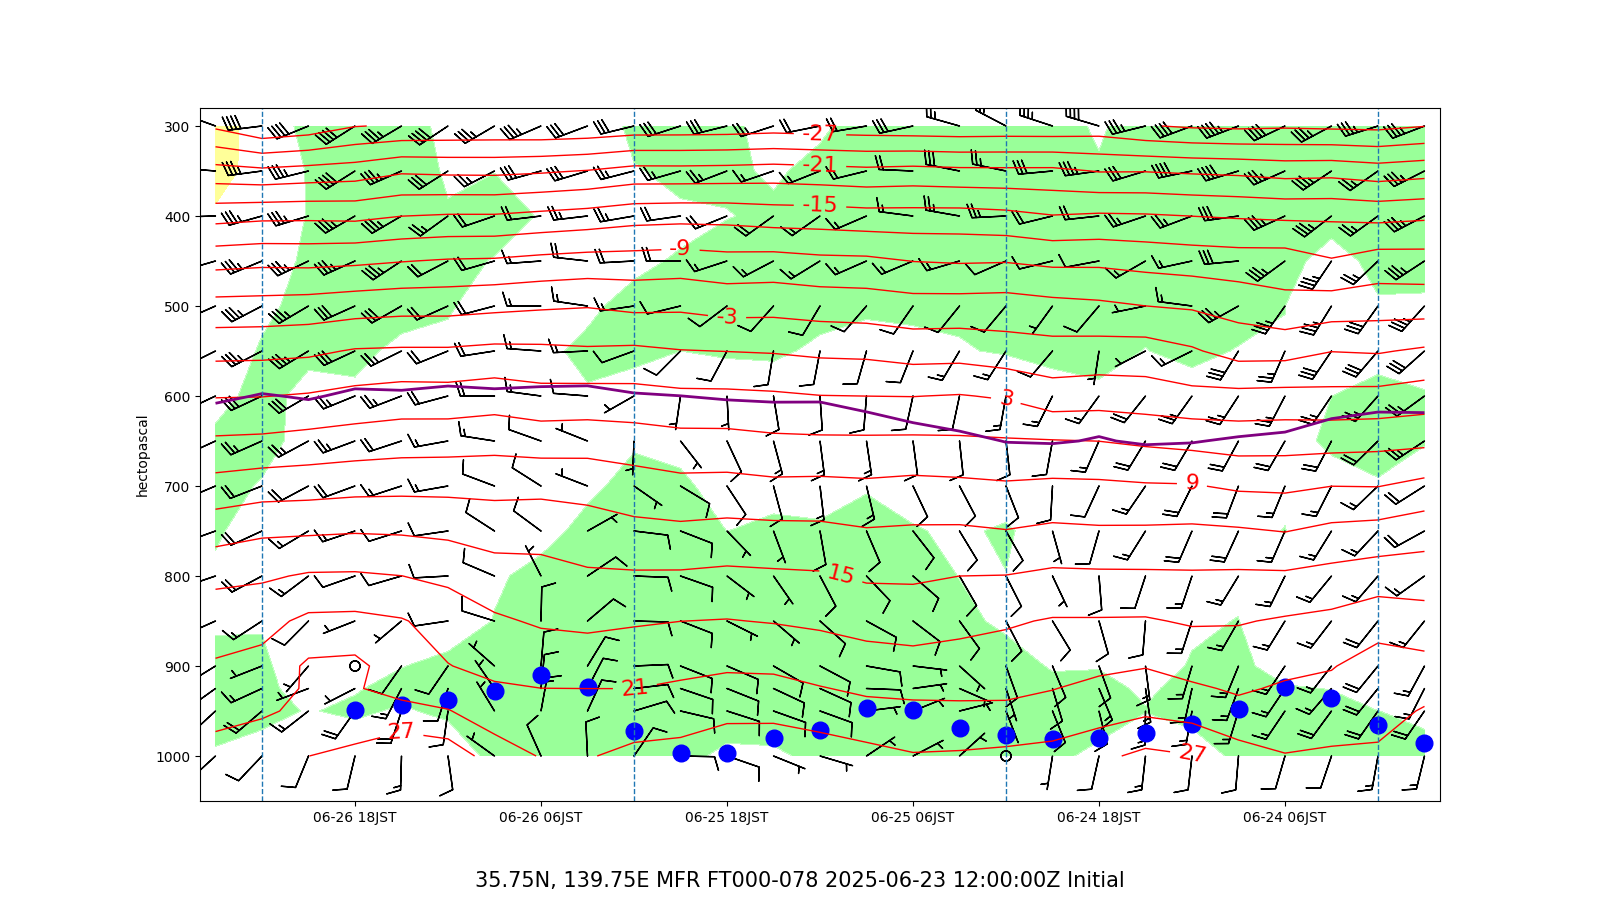 300
400
500
600
700
800
900
1000
hectopascal
-27
-21
-15
-9
-3
3
9
15
21
27
27
06-26 18JST
06-26 06JST
06-25 18JST
06-25 06JST
06-24 18JST
06-24 06JST
35.75N, 139.75E MFR FT000-078 2025-06-23 12:00:00Z Initial